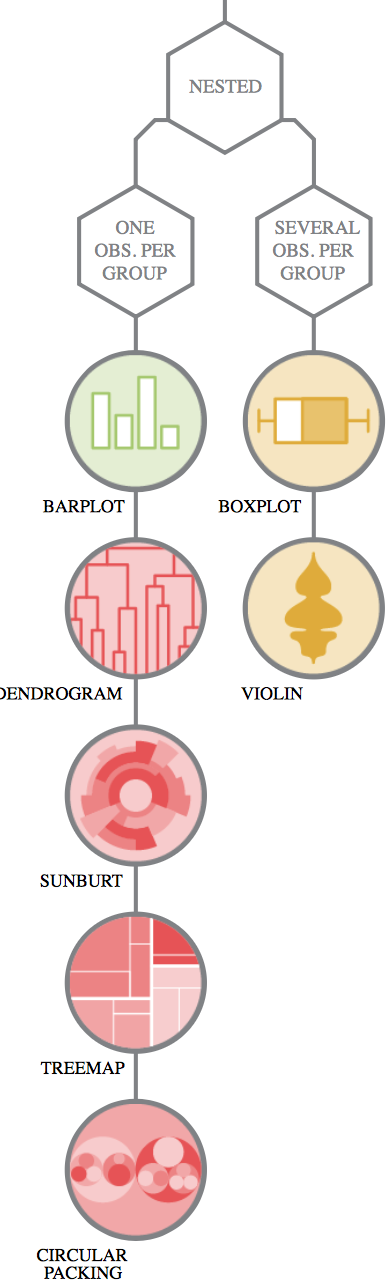 NESTED
ONE
OBS. PER
GROUP
SEVERAL
OBS. PER
GROUP
BARPLOT
BOXPLOT
DENDROGRAM
VIOLIN
SUNBURT
TREEMAP
CIRCULAR
PACKING